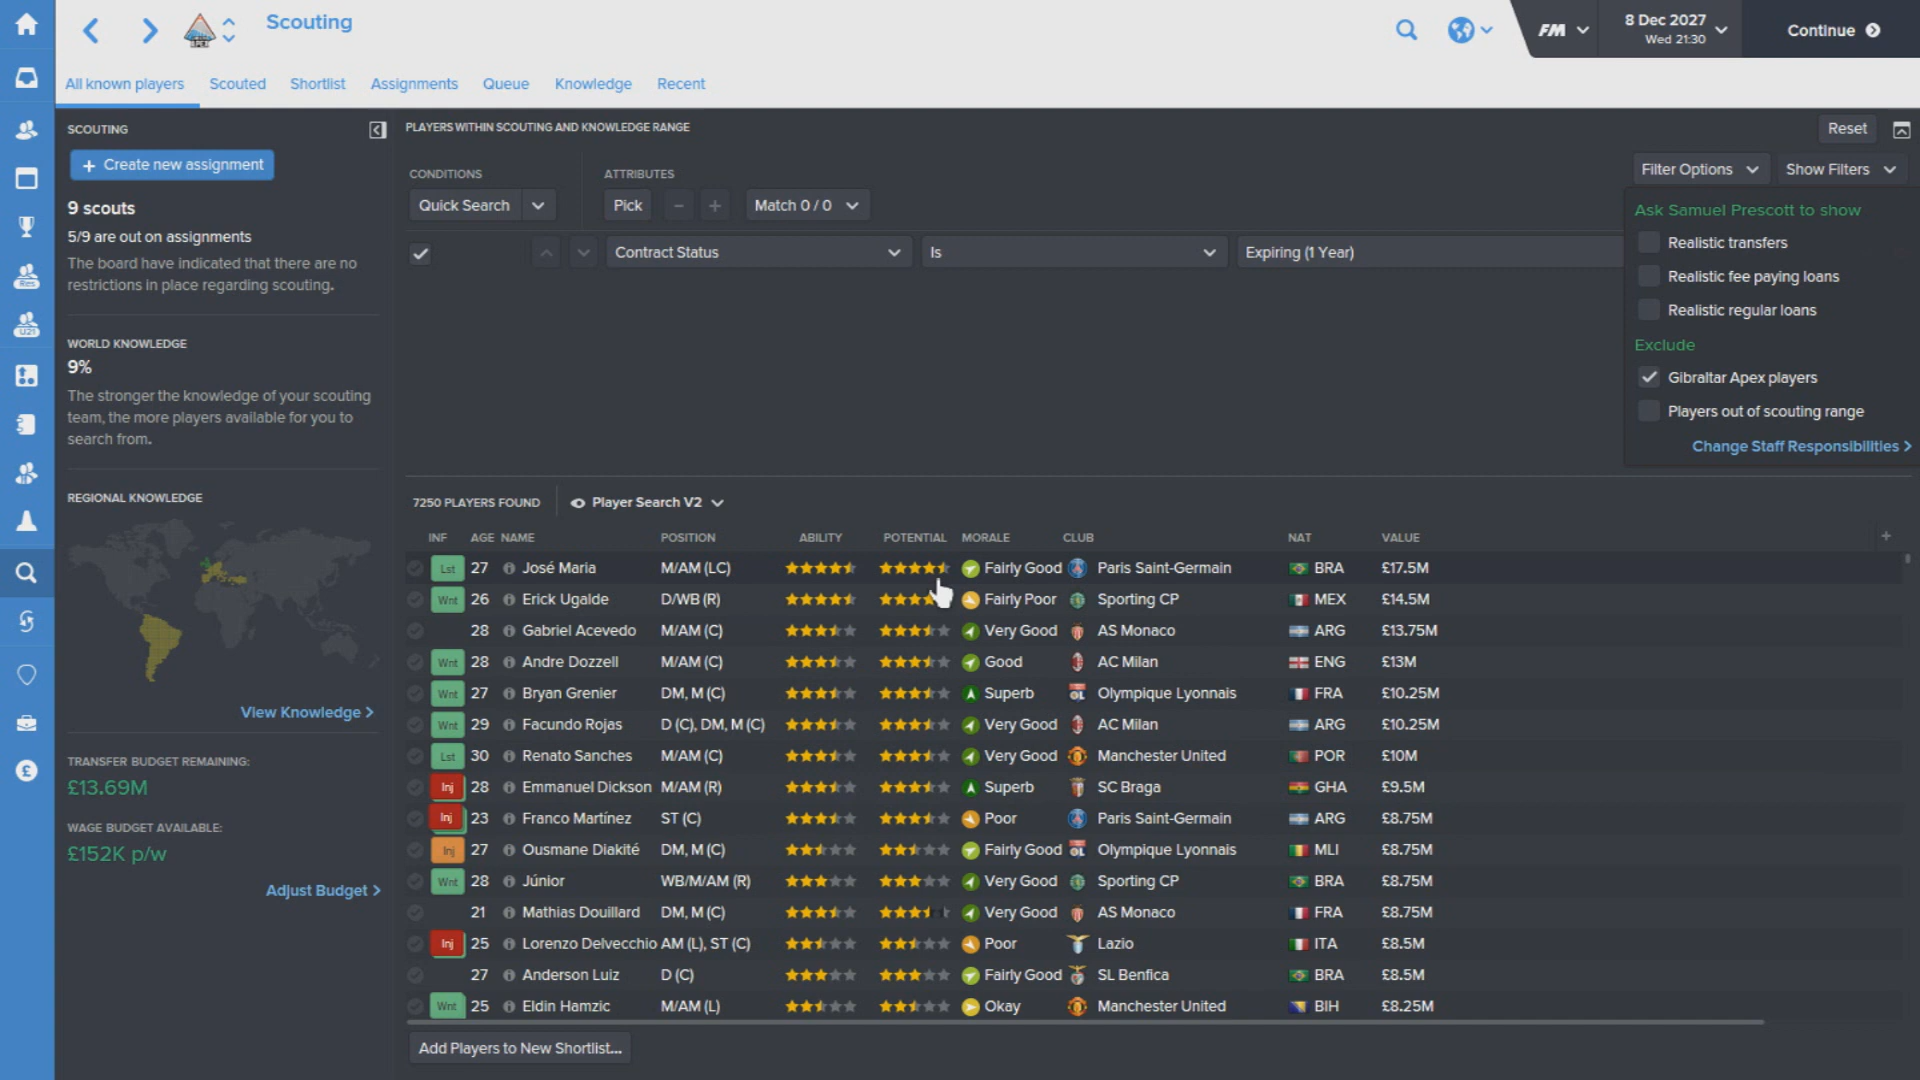 Scouting
FM
8 Dec 2027
Wed 21:30
Continue
All known players Scouted Shortlist Assignments Queue Knowledge Recent
SCOUTING
+ Create new assignment
9 scouts
5/9 are out on assignments
The board have indicated that there are no
restrictions in place regarding scouting.
WORLD KNOWLEDGE
9%
The stronger the knowledge of your scouting
team, the more players available for you to
search from.
REGIONAL KNOWLEDGE
View Knowledge >
TRANSFER BUDGET REMAINING:
£13.69M
WAGE BUDGET AVAILABLE:
£152K p/w
Adjust Budget >
Res
U21
APEX
PLAYERS WITHIN SCOUTING AND KNOWLEDGE RANGE
Reset
CONDITIONS ATTRIBUTES
Filter Options Show Filters
Quick Search Pick - + Match 0 / 0
Contract Status Is Expiring (1 Year)
Ask Samuel Prescott to show
Realistic transfers
Realistic fee paying loans
Realistic regular loans
Exclude
Gibraltar Apex players
Players out of scouting range
Change Staff Responsibilities >
7250 PLAYERS FOUND Player Search V2
INF AGE NAME POSITION ABILITY POTENTIAL MORALE CLUB NAT VALUE +
Lst 27 José Maria M/AM (LC) Fairly Good Paris Saint-Germain BRA £17.5M
Wnt 26 Erick Ugalde D/WB (R) Fairly Poor Sporting CP MEX £14.5M
28 Gabriel Acevedo M/AM (C) Very Good AS Monaco ARG £13.75M
Wnt 28 Andre Dozzell M/AM (C) Good AC Milan ENG £13M
Wnt 27 Bryan Grenier DM, M (C) Superb Olympique Lyonnais FRA £10.25M
Wnt 29 Facundo Rojas D (C), DM, M (C) Very Good AC Milan ARG £10.25M
Lst 30 Renato Sanches M/AM (C) Very Good Manchester United POR £10M
Inj 28 Emmanuel Dickson M/AM (R) Superb SC Braga GHA £9.5M
Inj 23 Franco Martínez ST (C) Poor Paris Saint-Germain ARG £8.75M
Inj 27 Ousmane Diakité DM, M (C) Fairly Good Olympique Lyonnais MLI £8.75M
Wnt 28 Júnior WB/M/AM (R) Very Good Sporting CP BRA £8.75M
21 Mathias Douillard DM, M (C) Very Good AS Monaco FRA £8.75M
Inj 25 Lorenzo Delvecchio AM (L), ST (C) Poor Lazio ITA £8.5M
27 Anderson Luiz D (C) Fairly Good SL Benfica BRA £8.5M
Wnt 25 Eldin Hamzic M/AM (L) Okay Manchester United BIH £8.25M
Add Players to New Shortlist...